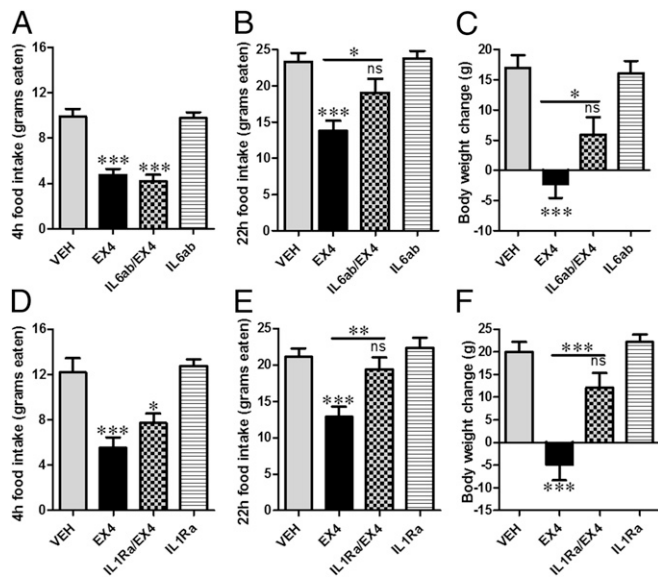 A
4h food intake (grams eaten)
16
12
8
4
0
***
***
VEH
EX4
IL6ab/EX4
IL6ab
B
22h food intake (grams eaten)
25
20
15
10
5
0
*
ns
***
VEH
EX4
IL6ab/EX4
IL6ab
C
Body weight change (g)
25
20
15
10
5
0
-5
-10
*
ns
***
VEH
EX4
IL6ab/EX4
IL6ab
D
4h food intake (grams eaten)
16
12
8
4
0
***
*
VEH
EX4
IL1Ra/EX4
IL1Ra
E
22h food intake (grams eaten)
25
20
15
10
5
0
**
ns
***
VEH
EX4
IL1Ra/EX4
IL1Ra
F
Body weight change (g)
25
20
15
10
5
0
-5
-10
-15
***
ns
***
VEH
EX4
IL1Ra/EX4
IL1Ra